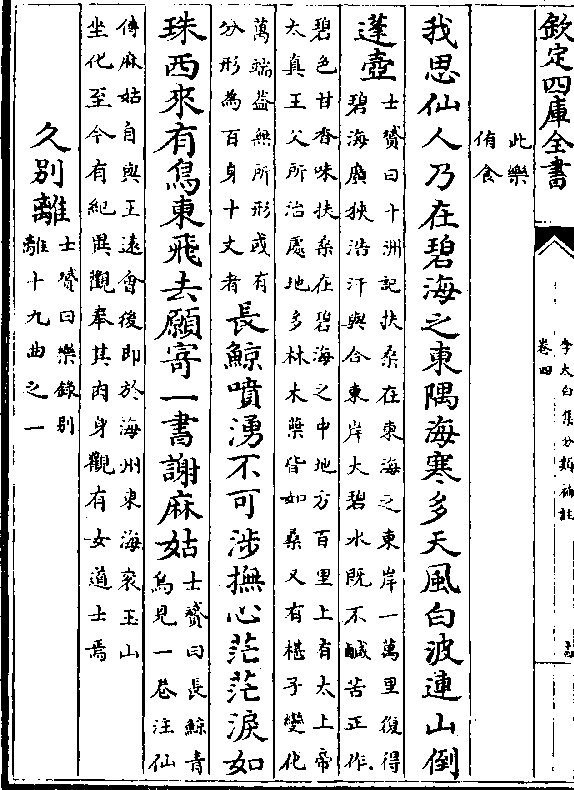 欽定四庫全書
李太白集分類補註
卷四
此樂
侑食
我思仙人乃在碧海之東隅海寒多天風白波連山倒
蓬壺
士贇曰十洲記扶桑在東海之東岸一萬里復得
碧海廣狹浩汗與合東岸大碧水既不鹹苦正作
碧色甘香味扶桑在碧海之中地方百里上有太上帝
太真王父所治處地多林木葉皆如桑又有椹子變化
萬端葢無所形或有
分形為百身十丈者
長鯨噴湧不可涉撫心茫茫淚如
珠西來有鳥東飛去願寄一書謝麻姑
士贇曰長鯨青
鳥見一卷注仙
傳麻姑自與王遠會後即於海州東海衮玉山
坐化至今有紀異觀奉其肉身觀有女道士焉
久别離
士贇曰樂錄别
離十九曲之一